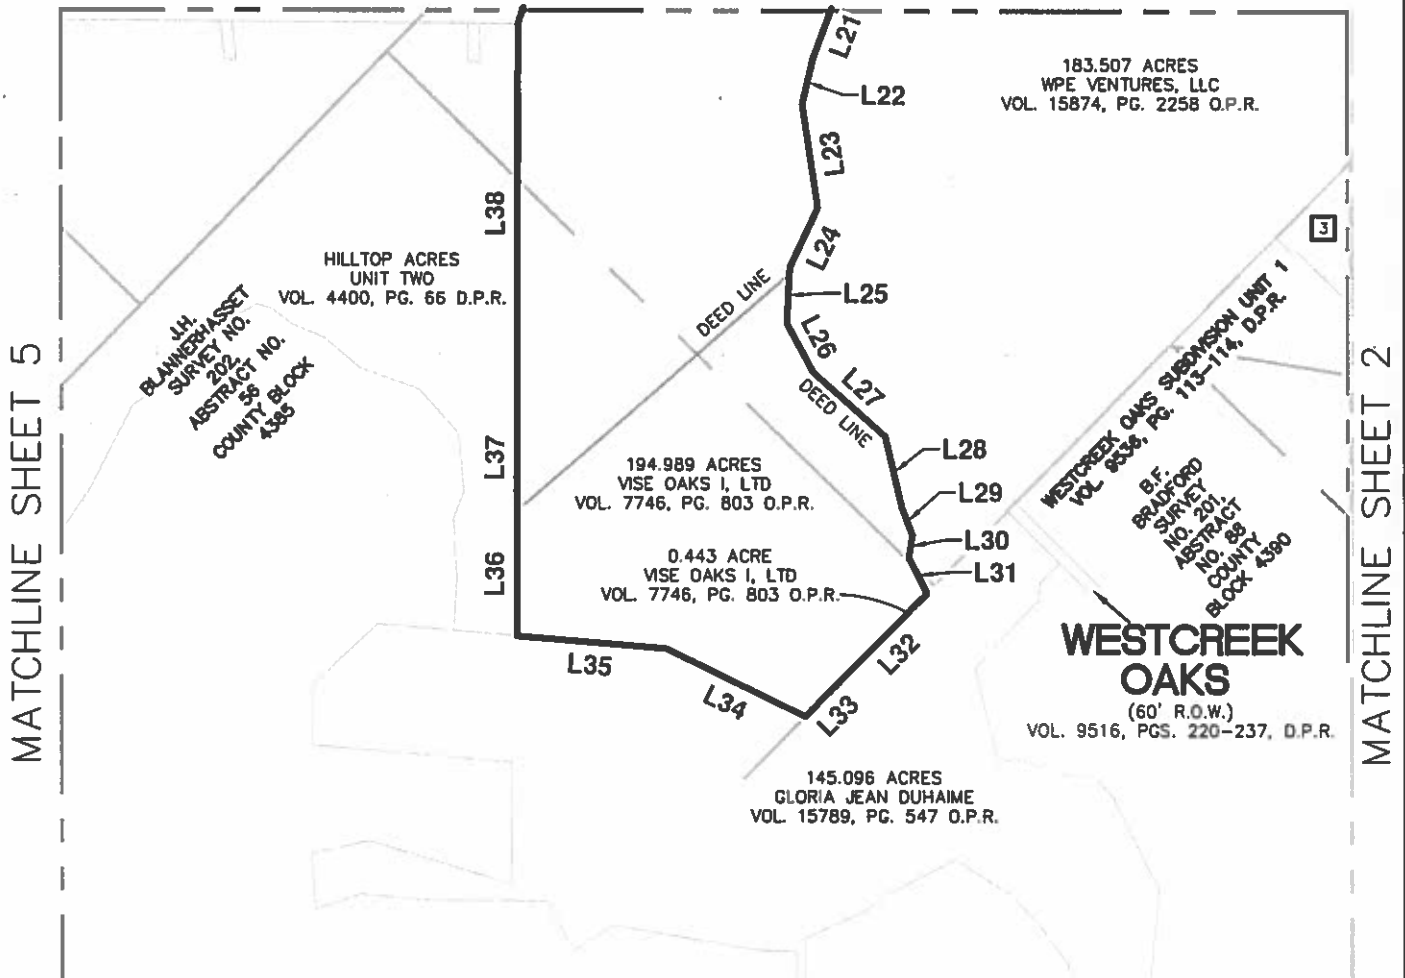 L21
183.507 ACRES
WPE VENTURES, LLC
VOL. 15874, PG. 2258 O.P.R.
L22
L23
L38
3
L24
HILLTOP ACRES
UNIT TWO
VOL. 4400, PG. 66 D.P.R.
DEED LINE
L25
J.H.
BLANNERHASSET
SURVEY NO.
202,
ABSTRACT NO.
56
COUNTY BLOCK
4385
L26
WESTCREEK OAKS SUBDIVISION UNIT 1
VOL. 9536, PG. 113-114, D.P.R.
MATCHLINE SHEET 5
MATCHLINE SHEET 2
L27
DEED LINE
L28
L37
194.989 ACRES
VISE OAKS I, LTD
VOL. 7746, PG. 803 O.P.R.
L29
B.F.
BRADFORD
SURVEY
NO. 201,
ABSTRACT
NO. 88
COUNTY
BLOCK 4390
L30
L36
0.443 ACRE
VISE OAKS I, LTD
VOL. 7746, PG. 803 O.P.R.
L31
WESTCREEK
OAKS
(60' R.O.W.)
VOL. 9516, PGS. 220-237, D.P.R.
L32
L35
L34
L33
145.096 ACRES
GLORIA JEAN DUHAIME
VOL. 15789, PG. 547 O.P.R.